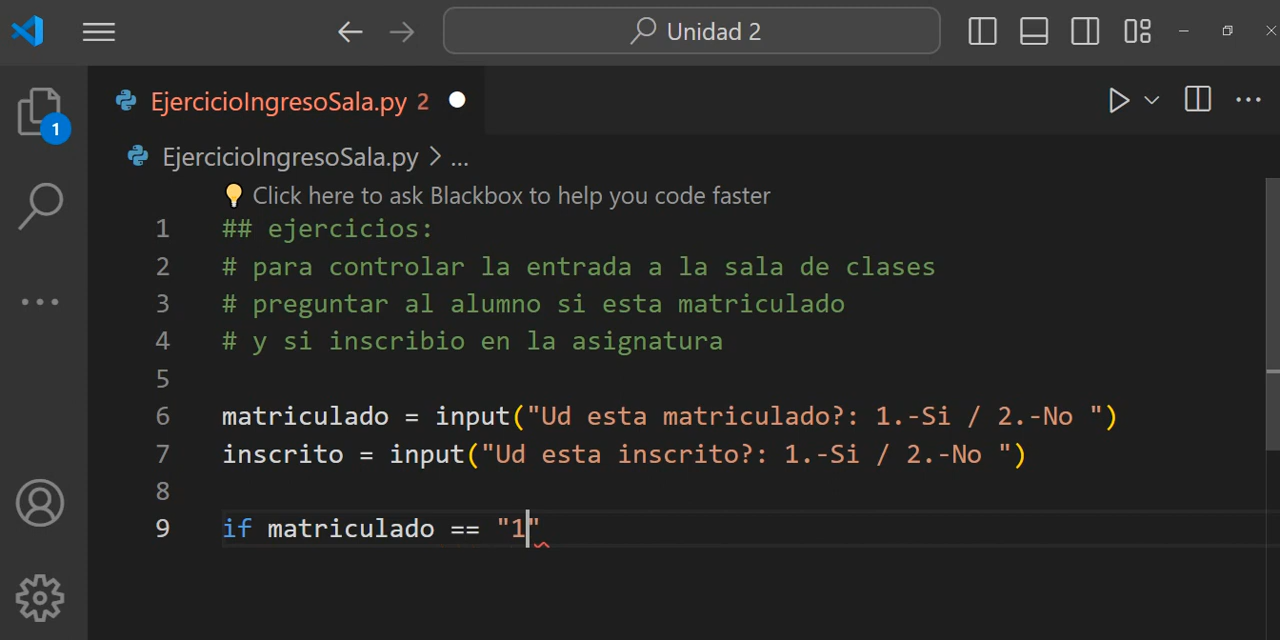 Unidad 2
EjercicioIngresoSala.py 2
1
EjercicioIngresoSala.py > ...
Click here to ask Blackbox to help you code faster
1 ## ejercicios:
2 # para controlar la entrada a la sala de clases
3 # preguntar al alumno si esta matriculado
4 # y si inscribio en la asignatura
5
6 matriculado = input("Ud esta matriculado?: 1.-Si / 2.-No ")
7 inscrito = input("Ud esta inscrito?: 1.-Si / 2.-No ")
8
9 if matriculado == "1"